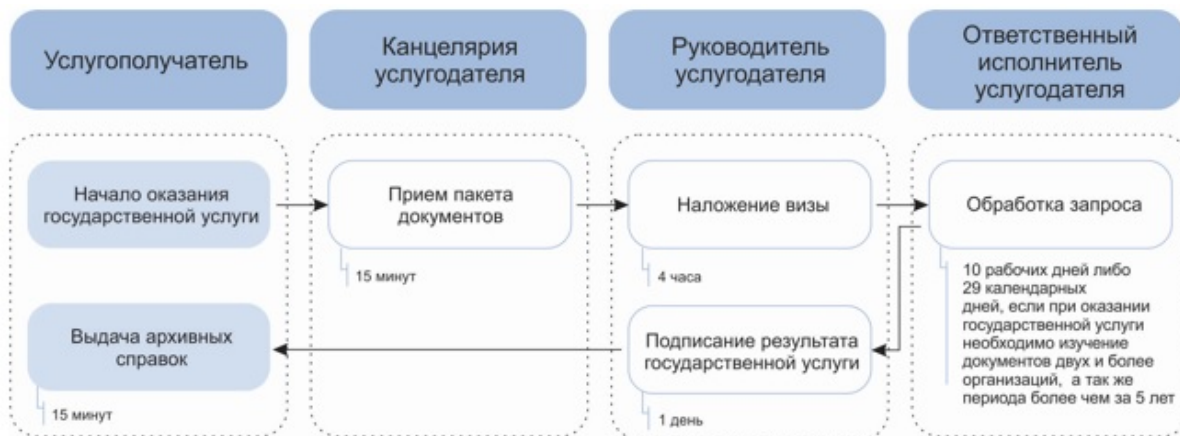 Услугополучатель
Канцелярия
услугодателя
Руководитель
услугодателя
Ответственный
исполнитель
услугодателя
Начало оказания
государственной услуги
Прием пакета
документов
15 минут
Наложение визы
4 часа
Обработка запроса
10 рабочих дней либо
29 календарных
дней, если при оказании
государственной услуги
необходимо изучение
документов двух и более
организаций, а так же
периода более чем за 5 лет
Подписание результата
государственной услуги
1 день
Выдача архивных
справок
15 минут